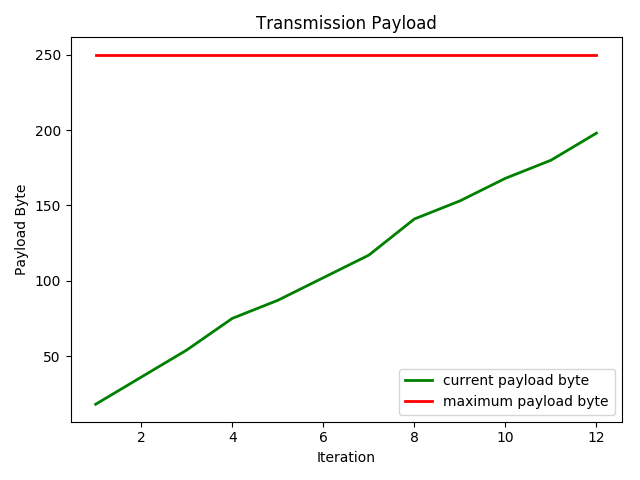 Transmission Payload
250
200
150
100
50
Payload Byte
2
4
6
8
10
12
Iteration
current payload byte
maximum payload byte